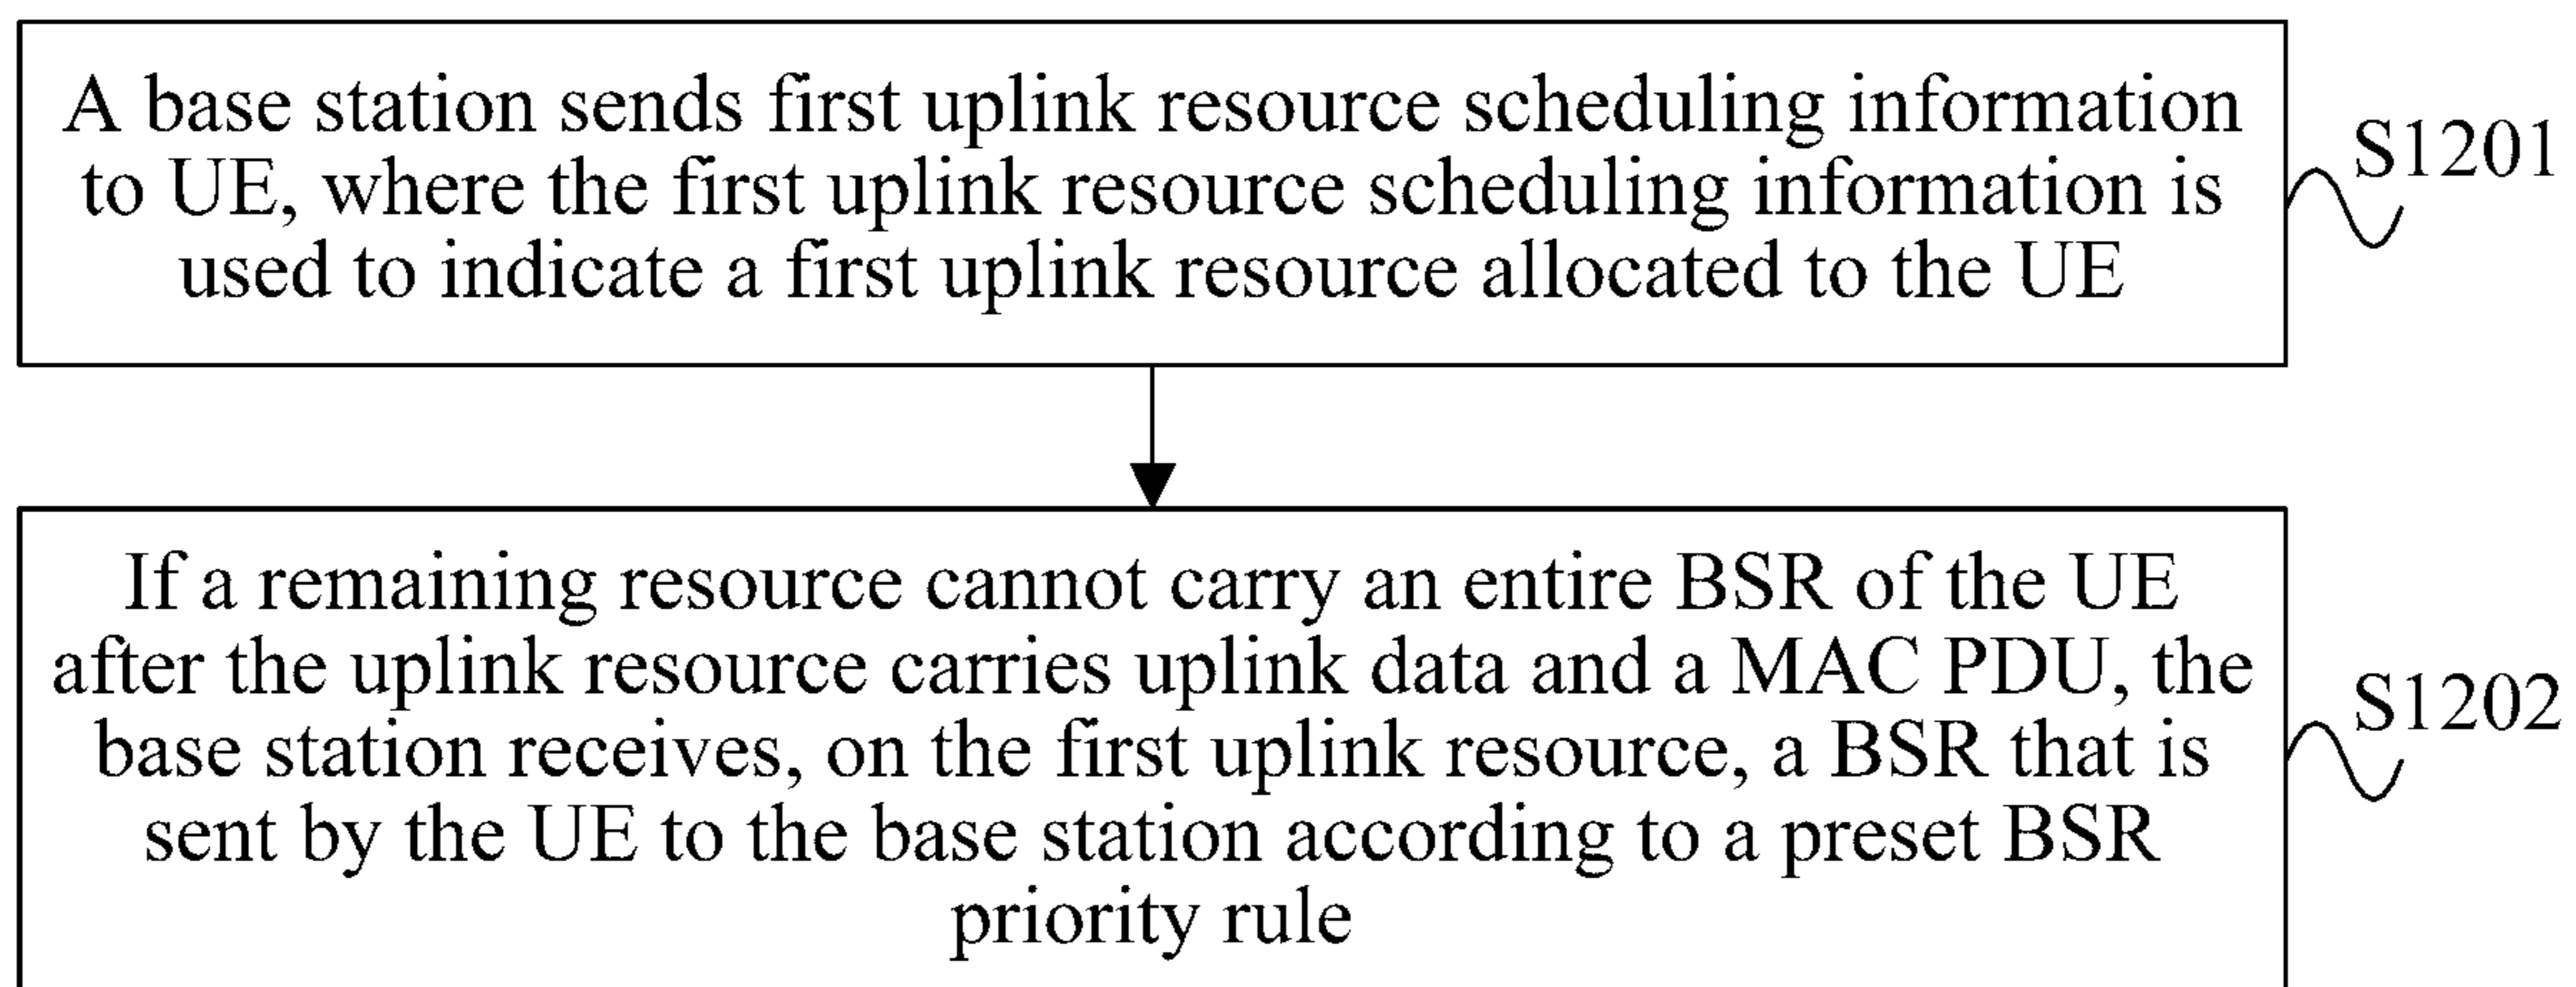 A base station sends first uplink resource scheduling information
to UE, where the first uplink resource scheduling information is
used to indicate a first uplink resource allocated to the UE
S1201
If a remaining resource cannot carry an entire BSR of the UE
after the uplink resource carries uplink data and a MAC PDU, the
base station receives, on the first uplink resource, a BSR that is
sent by the UE to the base station according to a preset BSR
priority rule
S1202